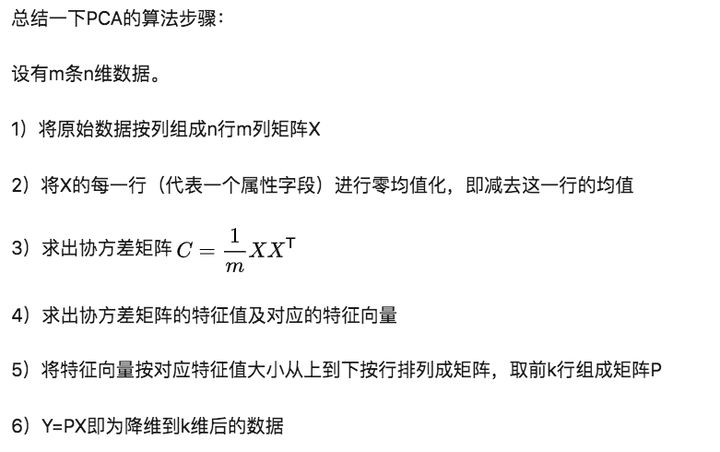 总结一下PCA的算法步骤：
设有m条n维数据。
1）将原始数据按列组成n行m列矩阵X
2）将X的每一行（代表一个属性字段）进行零均值化，即减去这一行的均值
3）求出协方差矩阵 C = \frac{1}{m}XX^T
4）求出协方差矩阵的特征值及对应的特征向量
5）将特征向量按对应特征值大小从上到下按行排列成矩阵，取前k行组成矩阵P
6）Y=PX即为降维到k维后的数据